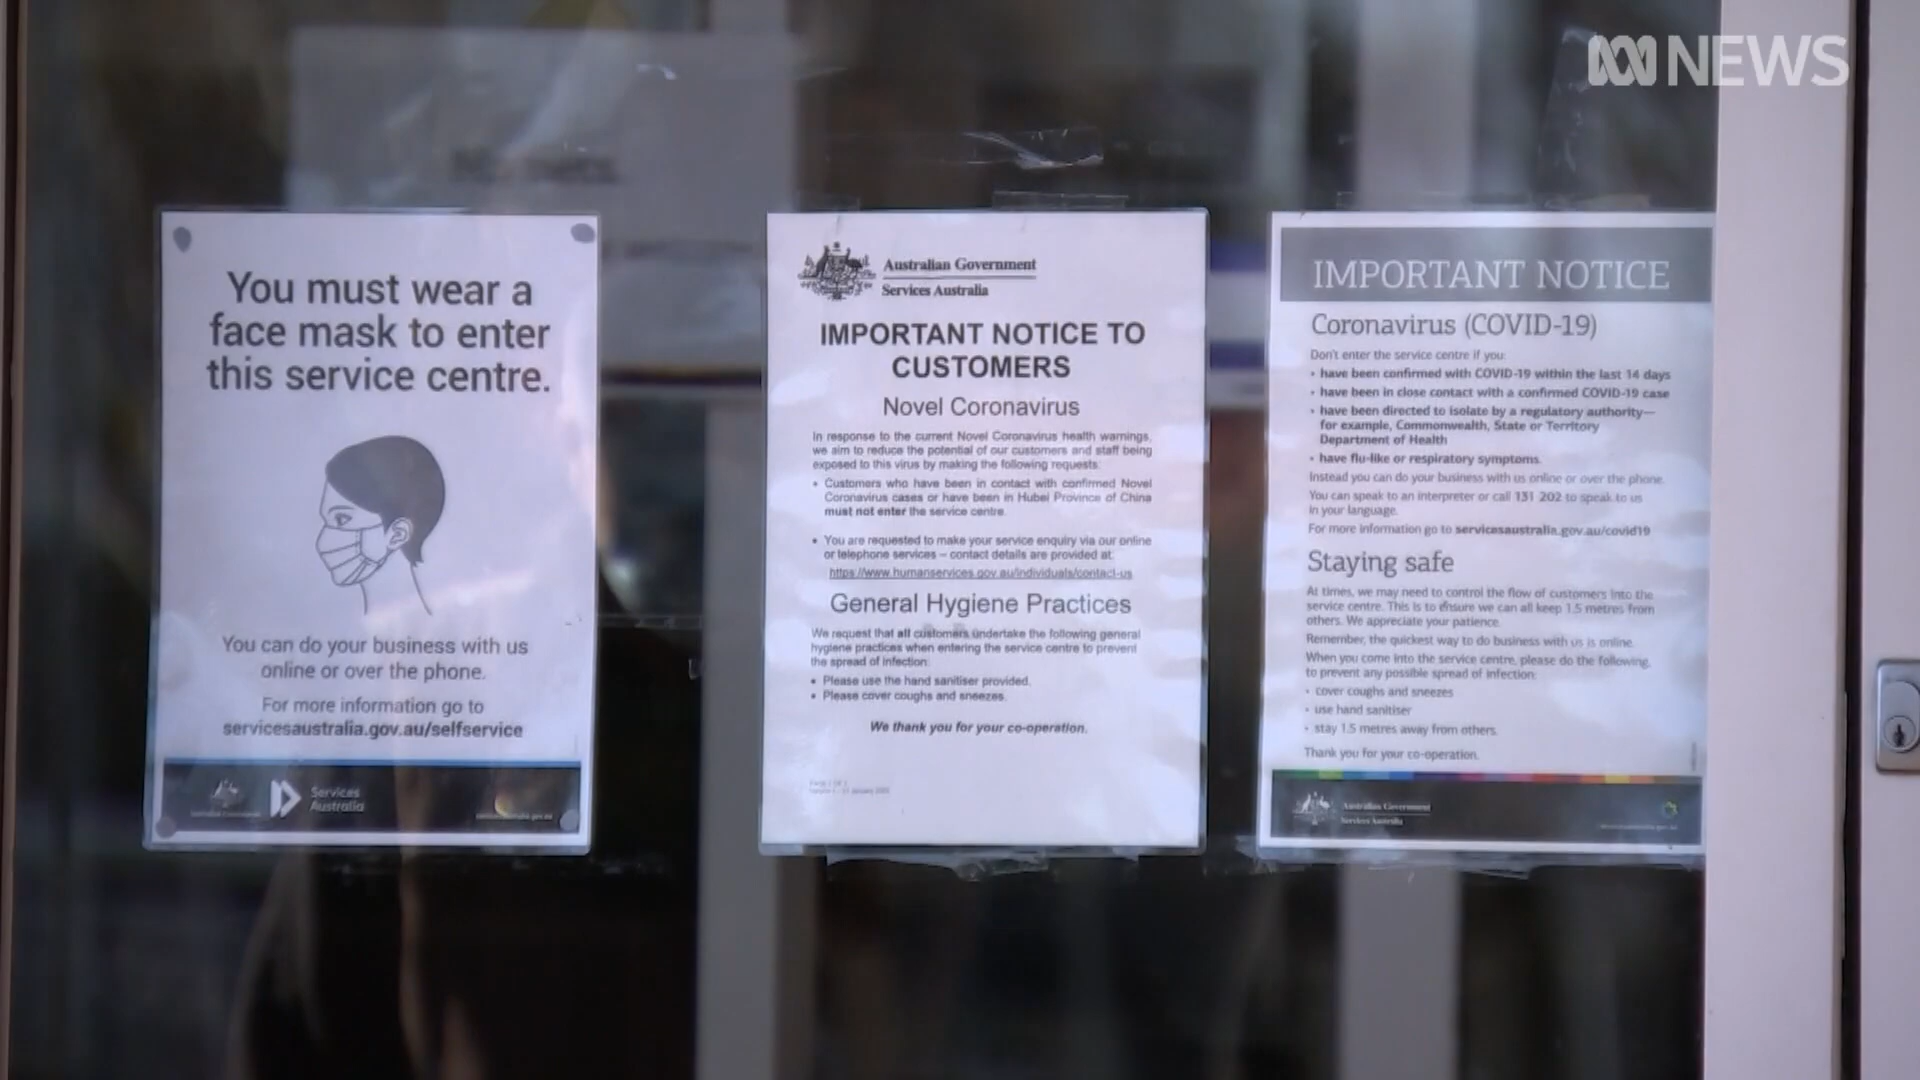 NEWS
You must wear a
face mask to enter
this service centre.
You can do your business with us
online or over the phone.
For more information go to
servicesaustralia.gov.au/selfservice
Services
Australia
Australian Government
Services Australia
IMPORTANT NOTICE TO
CUSTOMERS
Novel Coronavirus
In response to the current Novel Coronavirus health warnings,
we aim to reduce the potential of our customers and staff being
exposed to this virus by making the following requests:
• Customers who have been in contact with confirmed Novel
Coronavirus cases or have been in Hubei Province of China
must not enter the service centre.
• You are requested to make your service enquiry via our online
or telephone services – contact details are provided at:
https://www.humanservices.gov.au/individuals/contact-us
General Hygiene Practices
We request that all customers undertake the following general
hygiene practices when entering the service centre to prevent
the spread of infection:
• Please use the hand sanitiser provided.
• Please cover coughs and sneezes.
We thank you for your co-operation.
IMPORTANT NOTICE
Coronavirus (COVID-19)
Don't enter the service centre if you:
• have been confirmed with COVID-19 within the last 14 days
• have been in close contact with a confirmed COVID-19 case
• have been directed to isolate by a regulatory authority—
for example, Commonwealth, State or Territory
Department of Health
• have flu-like or respiratory symptoms.
Instead you can do your business with us online or over the phone.
You can speak to an interpreter or call 131 202 to speak to us
in your language.
For more information go to servicesaustralia.gov.au/covid19
Staying safe
At times, we may need to control the flow of customers into the
service centre. This is to ensure we can all keep 1.5 metres from
others. We appreciate your patience.
Remember, the quickest way to do business with us is online.
When you come into the service centre, please do the following,
to prevent any possible spread of infection:
• cover coughs and sneezes
• use hand sanitiser
• stay 1.5 metres away from others.
Thank you for your co-operation.
Australian Government
Services Australia